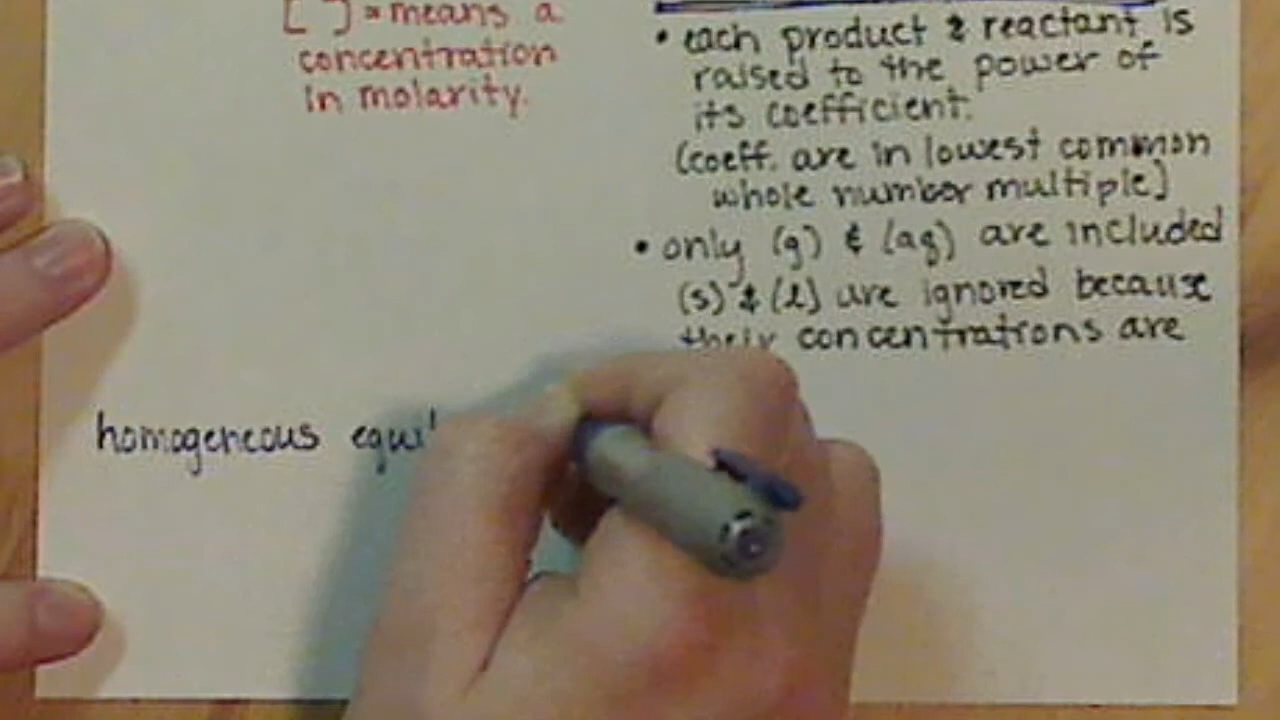 [ ] = means a
concentration
in molarity.
• each product & reactant is
raised to the power of
its coefficient.
(coeff. are in lowest common
whole number multiple)
• only (g) & (aq) are included
(s) & (l) are ignored because
their concentrations are
homogeneous